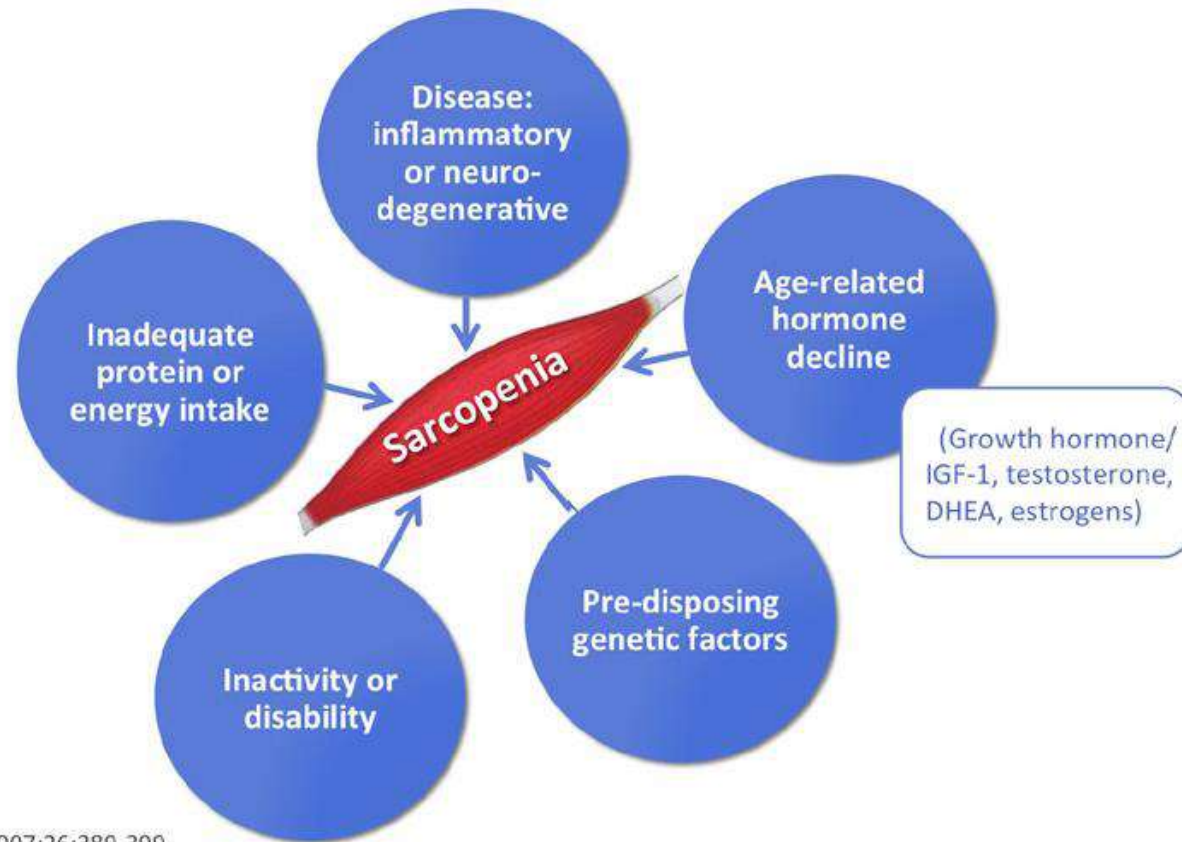 Disease:
inflammatory
or neuro-
degenerative
Age-related
hormone
decline
(Growth hormone/
IGF-1, testosterone,
DHEA, estrogens)
Inadequate
protein or
energy intake
Sarcopenia
Pre-disposing
genetic factors
Inactivity or
disability